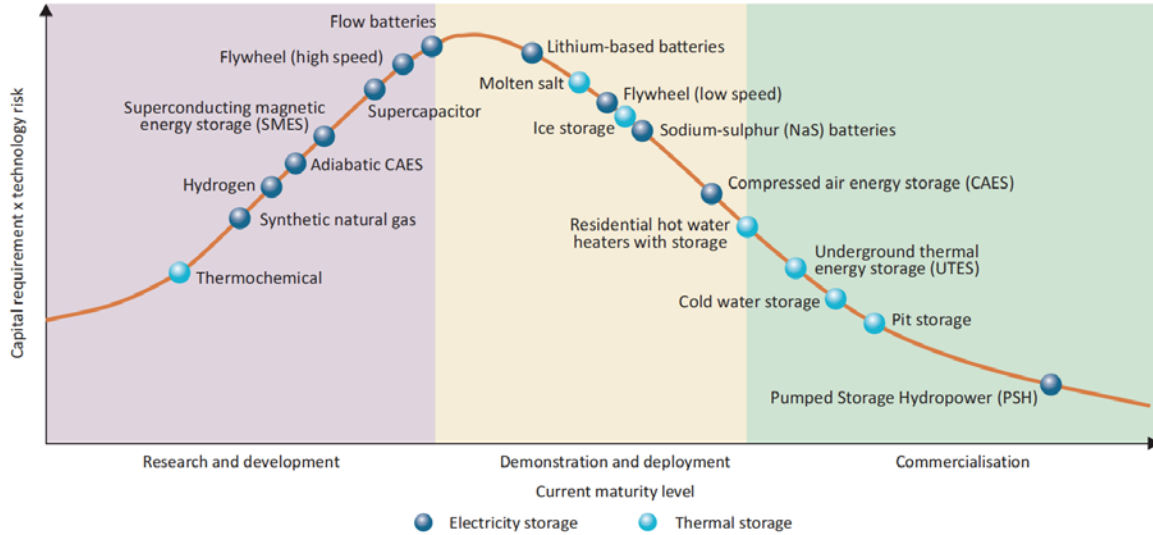 Capital requirement x technology risk
Flow batteries
Flywheel (high speed)
Supercapacitor
Superconducting magnetic
energy storage (SMES)
Adiabatic CAES
Hydrogen
Synthetic natural gas
Thermochemical
Lithium-based batteries
Molten salt
Flywheel (low speed)
Ice storage
Sodium-sulphur (NaS) batteries
Compressed air energy storage (CAES)
Residential hot water
heaters with storage
Underground thermal
energy storage (UTES)
Cold water storage
Pit storage
Pumped Storage Hydropower (PSH)
Research and development
Demonstration and deployment
Commercialisation
Current maturity level
Electricity storage
Thermal storage